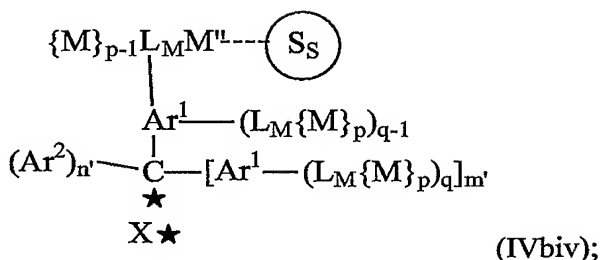 {M}p-1LMM'' SS
Ar¹—(LM{M}p)q-1
(Ar²)n' C—[Ar¹—(LM{M}p)q]m'
★
X★
(IVbiv);